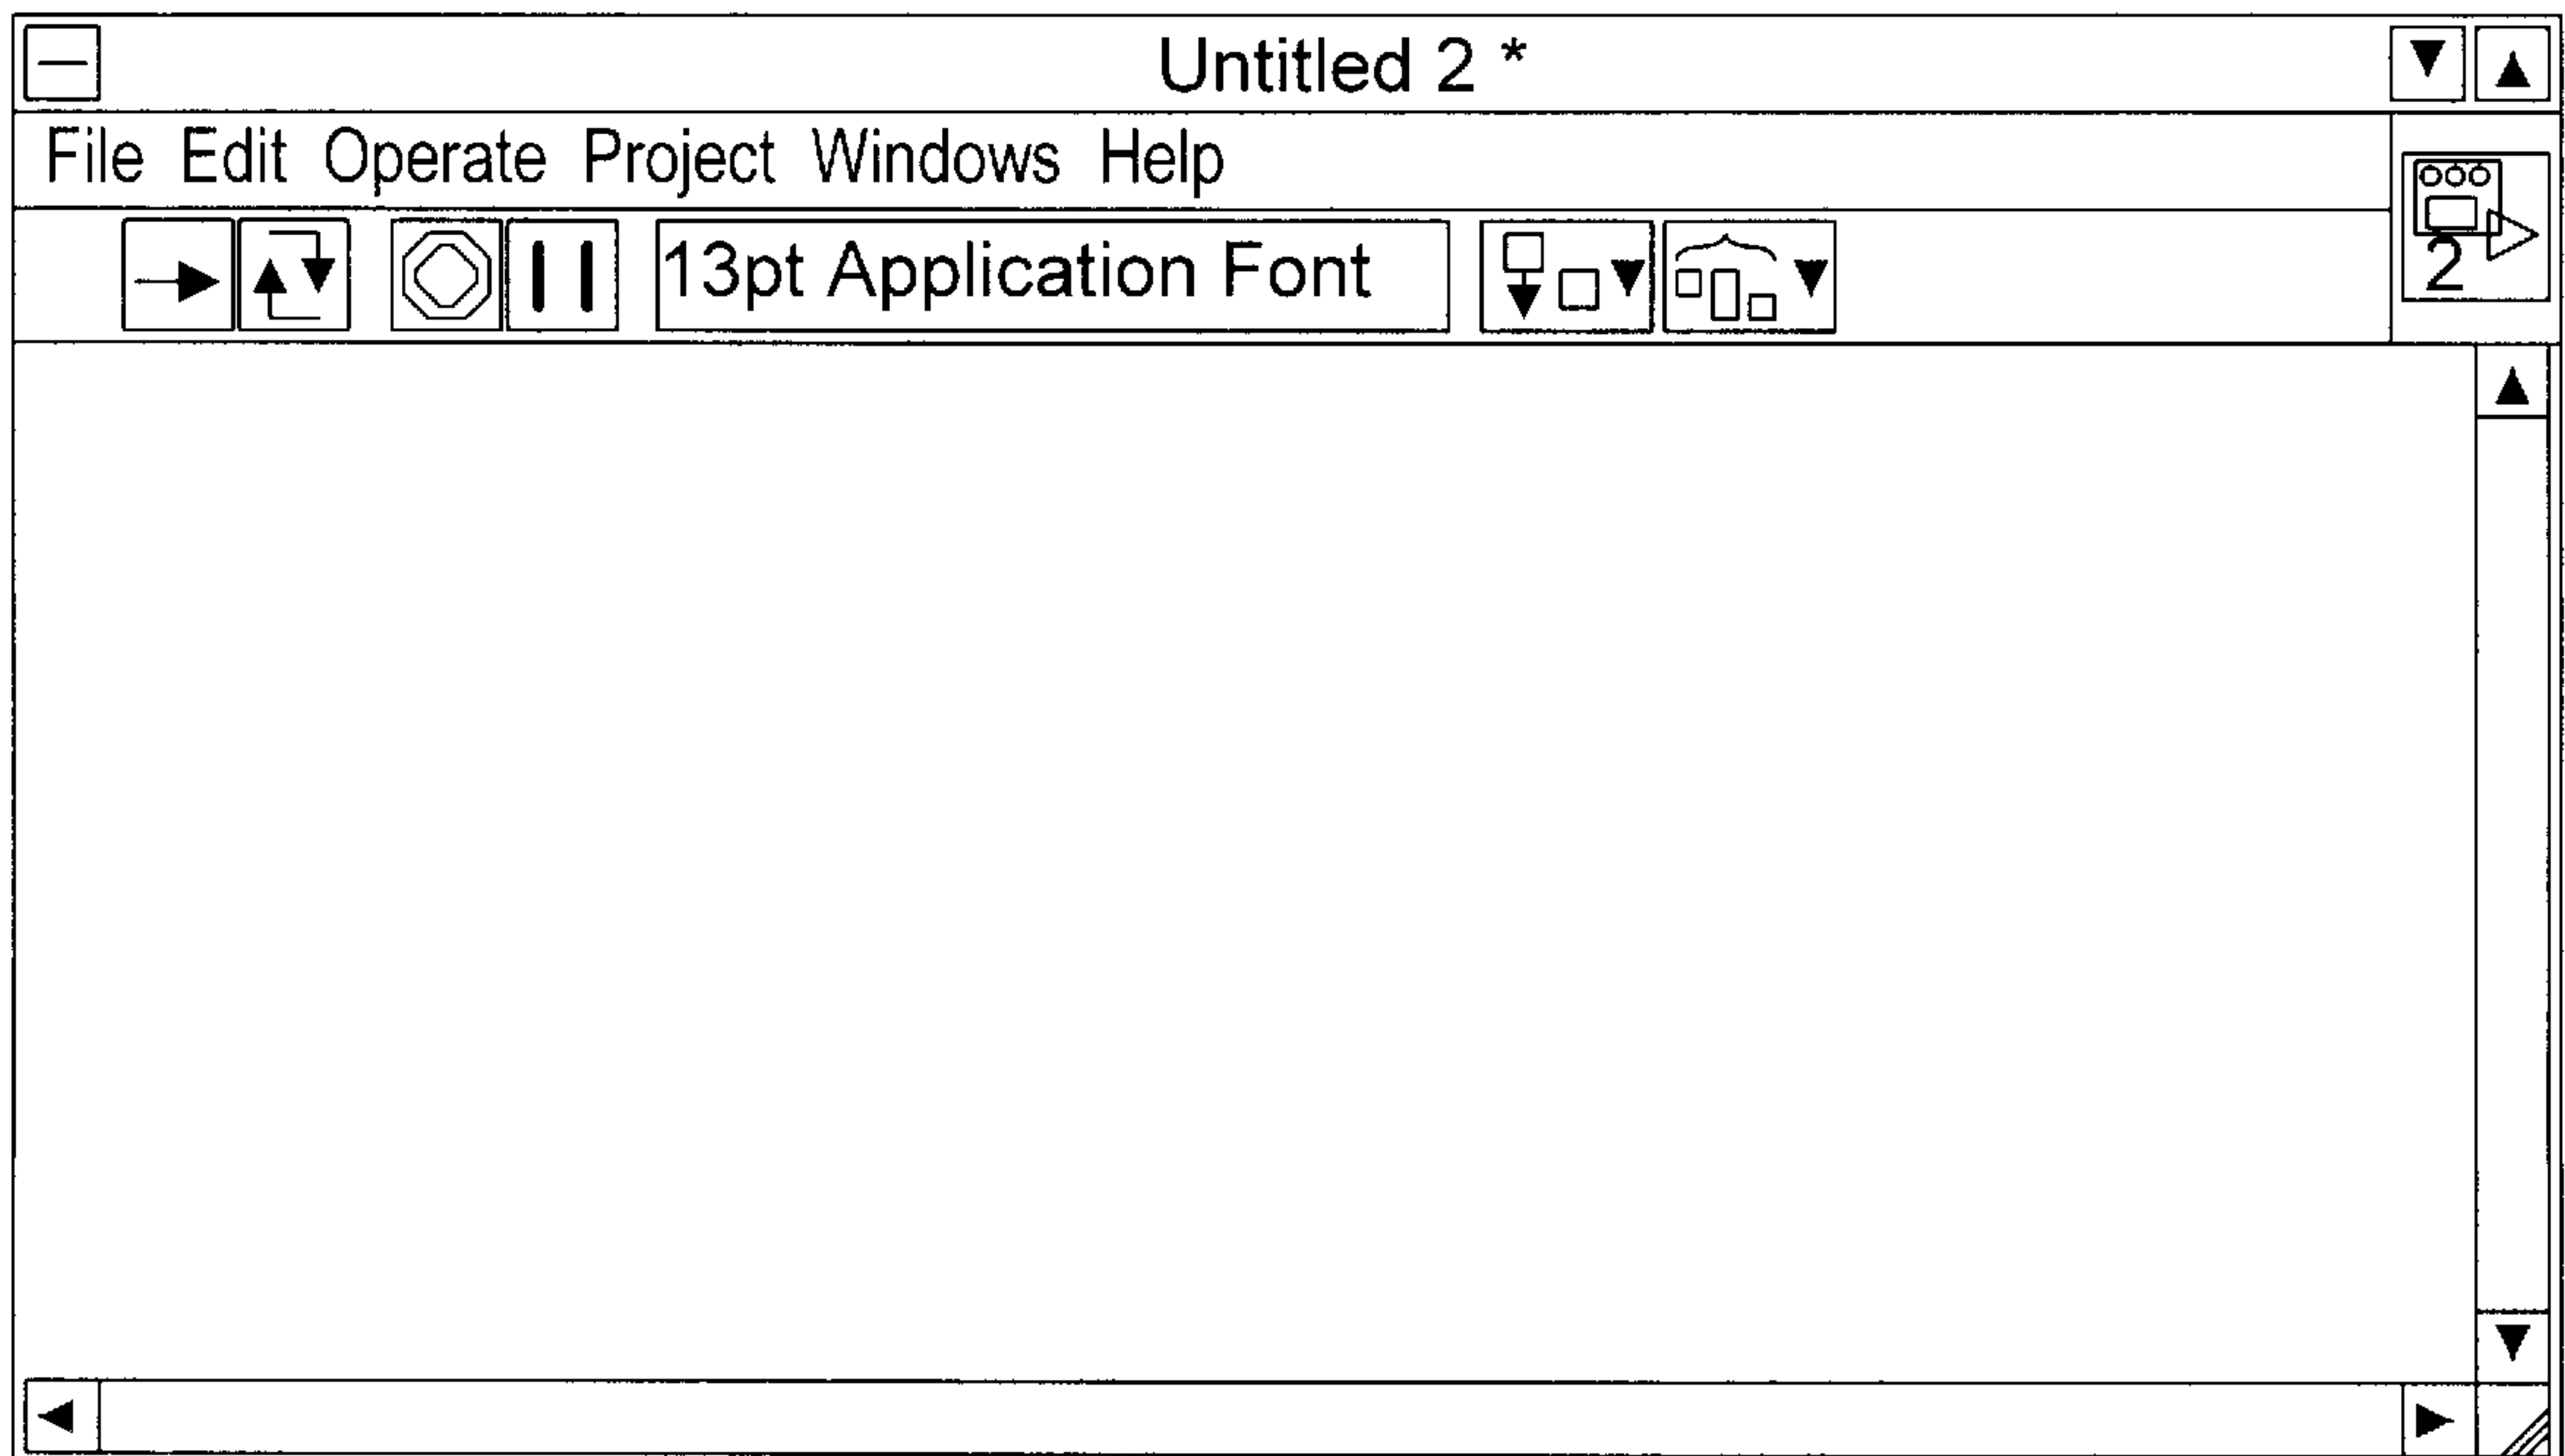 Untitled 2 *
File Edit Operate Project Windows Help
13pt Application Font
2